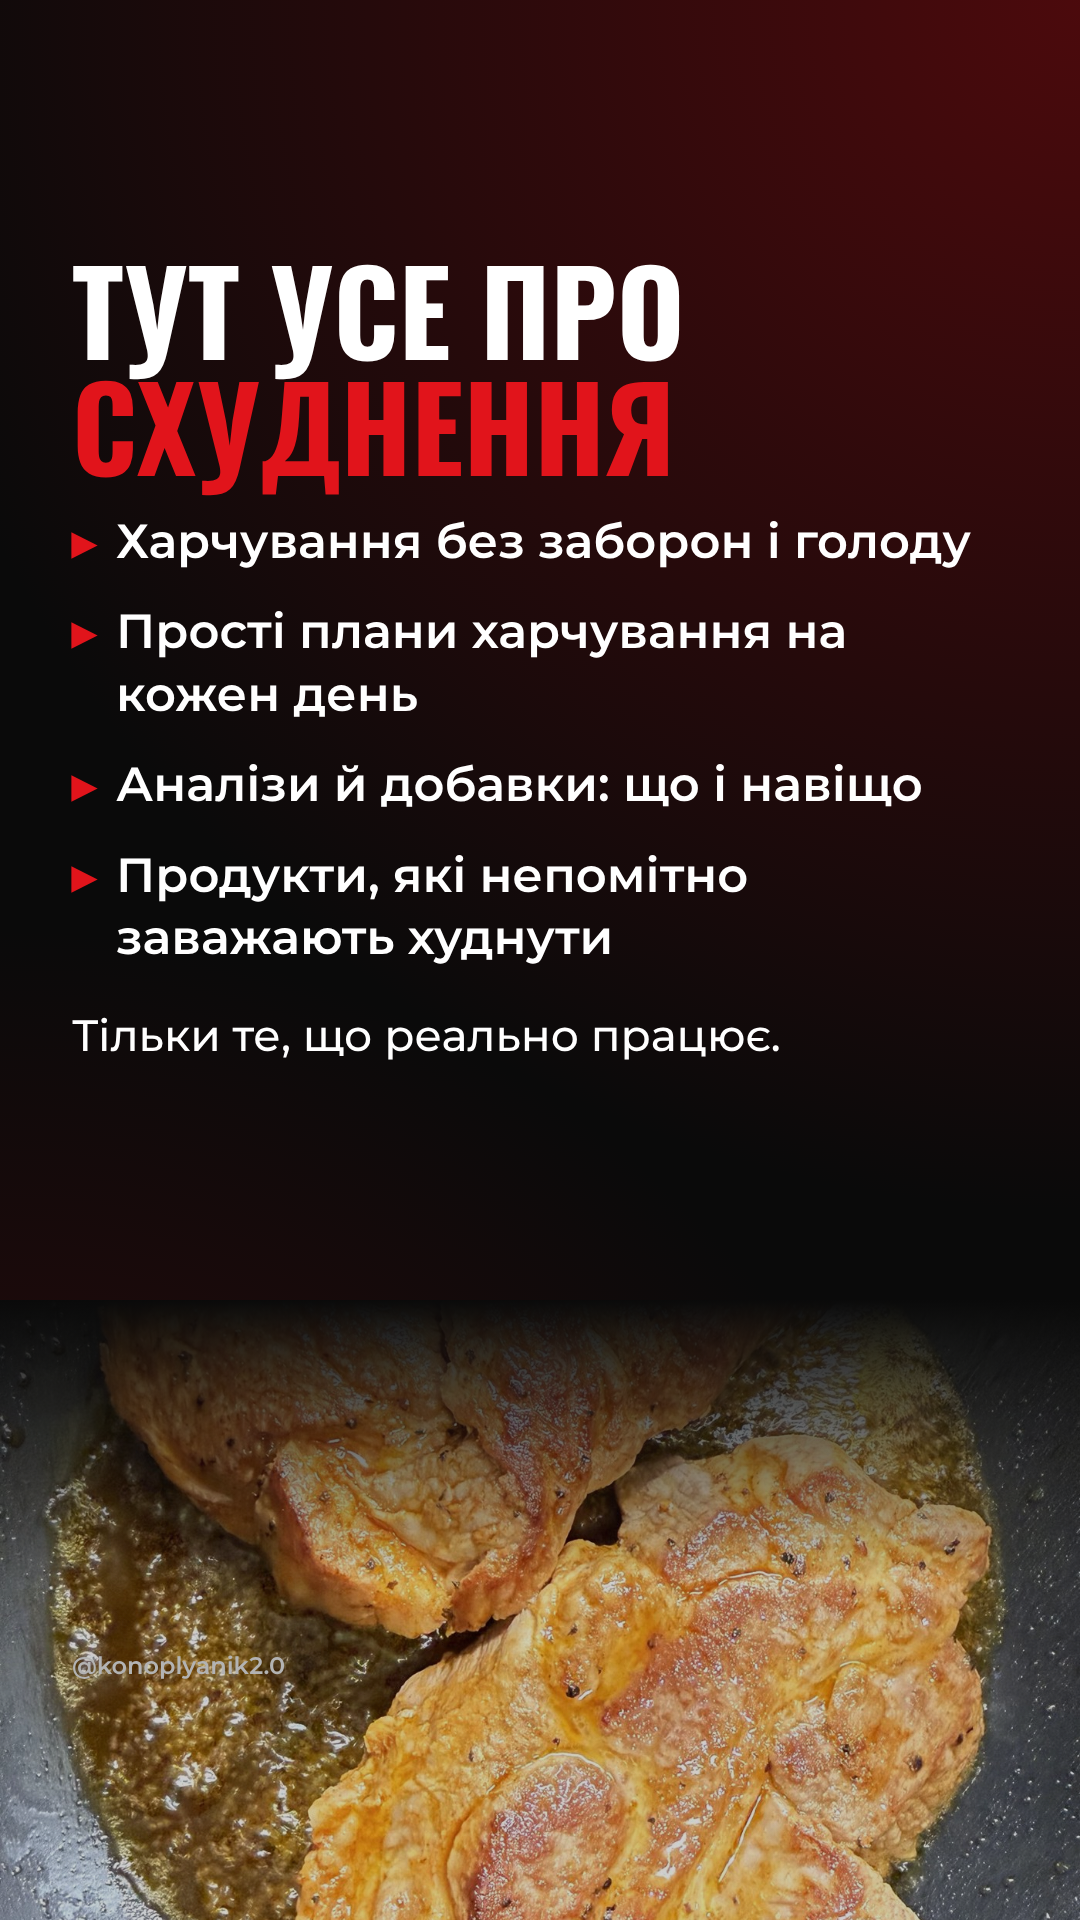 ТУТ УСЕ ПРО
СХУДНЕННЯ
▶ Харчування без заборон і голоду
▶ Прості плани харчування на
кожен день
▶ Аналізи й добавки: що і навіщо
▶ Продукти, які непомітно
заважають худнути
Тільки те, що реально працює.
@konoplyanik2.0